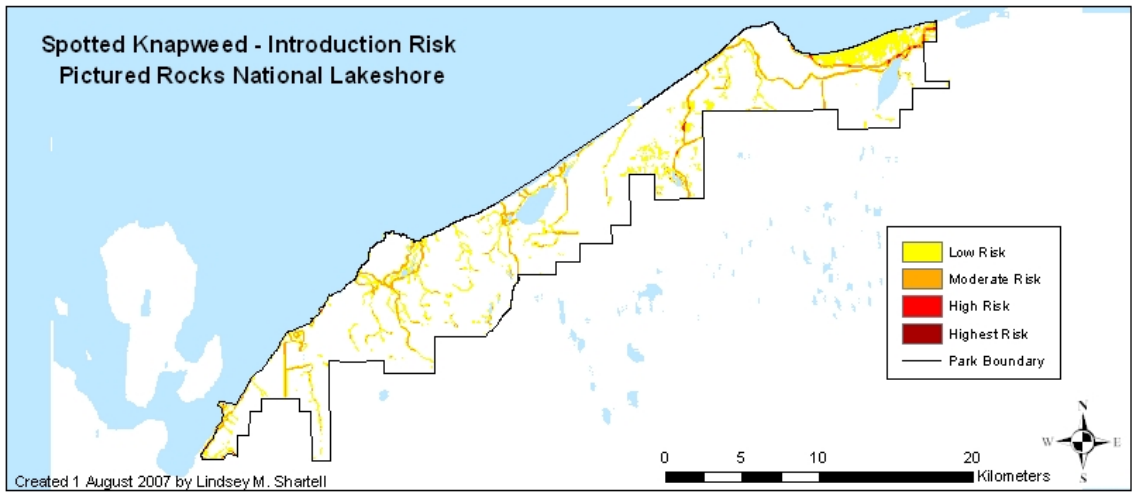 Spotted Knapweed - Introduction Risk
Pictured Rocks National Lakeshore
Low Risk
Moderate Risk
High Risk
Highest Risk
Park Boundary
N
W E
S
0 5 10 20
Kilometers
Created 1 August 2007 by Lindsey M. Shartell